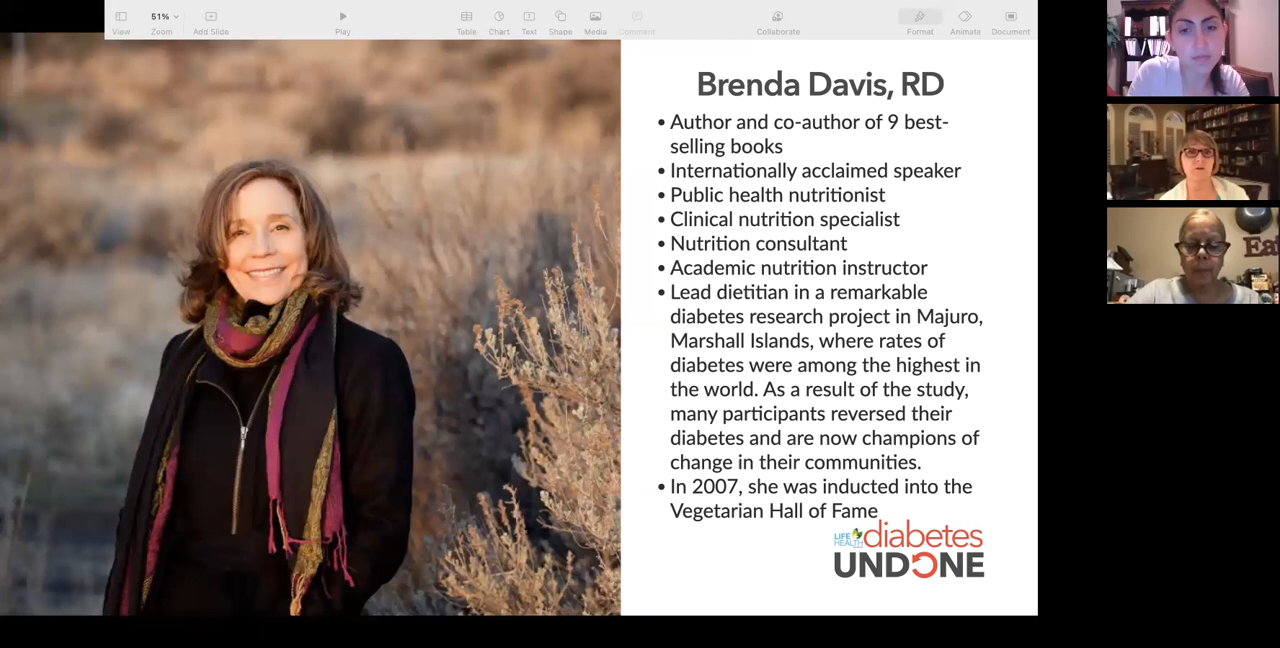 51%
View
Zoom
Add Slide
Play
Table
Chart
Text
Shape
Media
Comment
Collaborate
Format
Animate
Document
Brenda Davis, RD
• Author and co-author of 9 best-
selling books
• Internationally acclaimed speaker
• Public health nutritionist
• Clinical nutrition specialist
• Nutrition consultant
• Academic nutrition instructor
• Lead dietitian in a remarkable
diabetes research project in Majuro,
Marshall Islands, where rates of
diabetes were among the highest in
the world. As a result of the study,
many participants reversed their
diabetes and are now champions of
change in their communities.
• In 2007, she was inducted into the
Vegetarian Hall of Fame
LIFE
HEALTH
diabetes
UNDONE
Eat